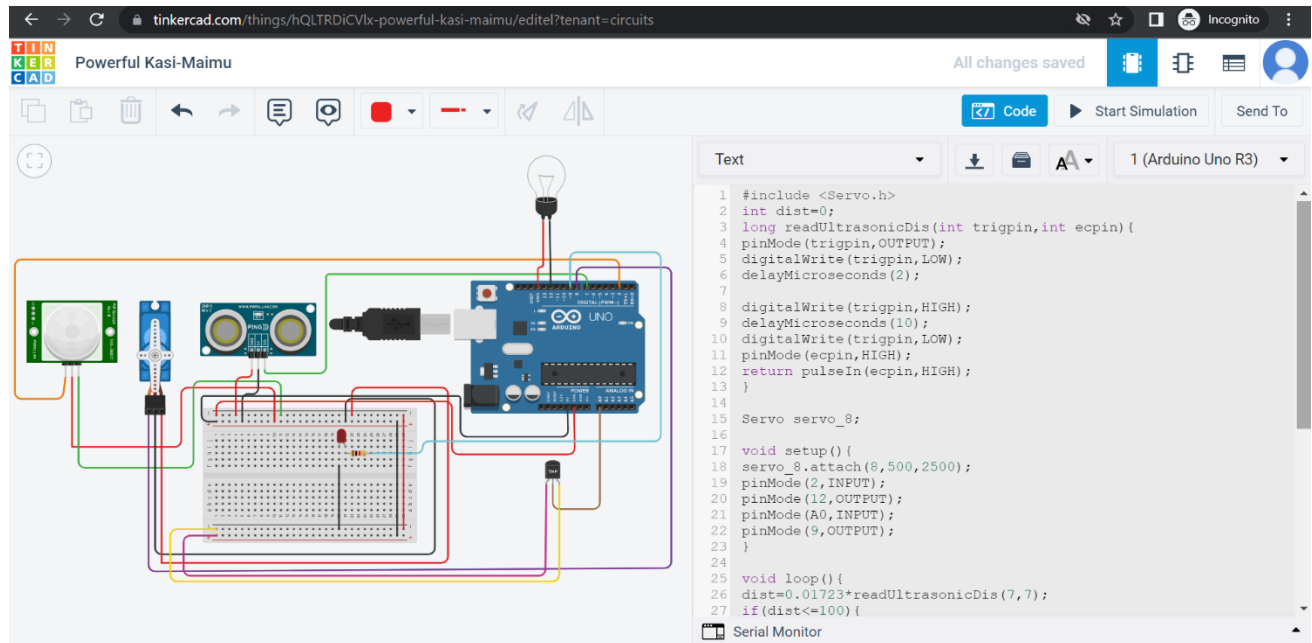 tinkercad.com/things/hQLTRDiCVlx-powerful-kasi-maimu/editel?tenant=circuits
Incognito
TIN
KER
CAD
Powerful Kasi-Maimu
All changes saved
Code
Start Simulation
Send To
Text
1 (Arduino Uno R3)
1 #include <Servo.h>
2 int dist=0;
3 long readUltrasonicDis(int trigpin,int ecpin){
4 pinMode(trigpin,OUTPUT);
5 digitalWrite(trigpin,LOW);
6 delayMicroseconds(2);
7
8 digitalWrite(trigpin,HIGH);
9 delayMicroseconds(10);
10 digitalWrite(trigpin,LOW);
11 pinMode(ecpin,HIGH);
12 return pulseIn(ecpin,HIGH);
13 }
14
15 Servo servo_8;
16
17 void setup(){
18 servo_8.attach(8,500,2500);
19 pinMode(2,INPUT);
20 pinMode(12,OUTPUT);
21 pinMode(A0,INPUT);
22 pinMode(9,OUTPUT);
23 }
24
25 void loop(){
26 dist=0.01723*readUltrasonicDis(7,7);
27 if(dist<=100){
Serial Monitor
PING
UNO
ARDUINO
DIGITAL (PWM~)
POWER
ANALOG IN
TMP